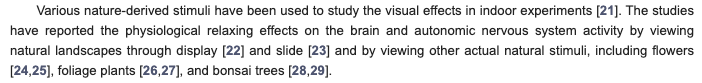 Various nature-derived stimuli have been used to study the visual effects in indoor experiments [21]. The studies
have reported the physiological relaxing effects on the brain and autonomic nervous system activity by viewing
natural landscapes through display [22] and slide [23] and by viewing other actual natural stimuli, including flowers
[24,25], foliage plants [26,27], and bonsai trees [28,29].